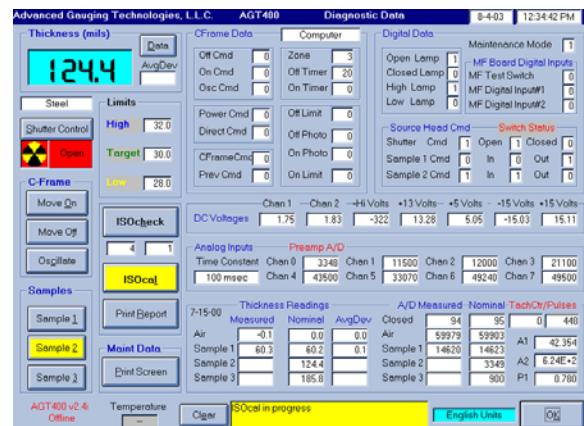 Advanced Gauging Technologies, L.L.C. AGT400 Diagnostic Data 8-4-03 12:34:42 PM
Thickness (mils)
124.4
Data
AvgDev
Steel
Shutter Control
Open
Limits
High 32.0
Target 30.0
Low 28.0
C-Frame
Move On
Move Off
Oscillate
ISOcheck
4 1
ISOcal
Samples
Sample 1
Sample 2
Sample 3
Print Report
Maint Data
Print Screen
CFrame Data Computer
Off Cmd 0 Zone 3
On Cmd 0 Off Timer 20
Osc Cmd 0 On Timer 0
Power Cmd 0 Off Limit 0
Direct Cmd 0 Off Photo 0
CFrameCmd 0 On Photo 0
Prev Cmd 0 On Limit 0
Digital Data
Maintenance Mode 1
Open Lamp 1 MF Board Digital Inputs
Closed Lamp 0 MF Test Switch 0
High Lamp 1 MF Digital Input#1 0
Low Lamp 0 MF Digital Input#2 0
Source Head Cmd Switch Status
Shutter Cmd 1 Open 1 Closed 0
Sample 1 Cmd 0 In 0 Out 1
Sample 2 Cmd 1 In 1 Out 0
Chan 1 Chan 2 -Hi Volts +13 Volts +5 Volts -15 Volts +15 Volts
DC Voltages 1.75 1.83 -322 13.28 5.05 -15.03 15.11
Analog Inputs Preamp A/D
Time Constant Chan 0 3348 Chan 1 11500 Chan 2 12000 Chan 3 21100
100 msec Chan 4 43500 Chan 5 33070 Chan 6 49240 Chan 7 49500
7-15-00 Thickness Readings A/D Measured Nominal TachCtr/Pulses
Measured Nominal AvgDev Closed 94 95 0 448
Air -0.1 0.0 0.0 Air 59979 59903 A1 42.354
Sample 1 60.3 60.2 0.1 Sample 1 14620 14623
Sample 2 124.4 Sample 2 3349 A2 6.24E+2
Sample 3 185.8 Sample 3 900 P1 0.780
AGT400 v2.4i
Offline
Temperature
--
Clear
ISOcal in progress
English Units
OK